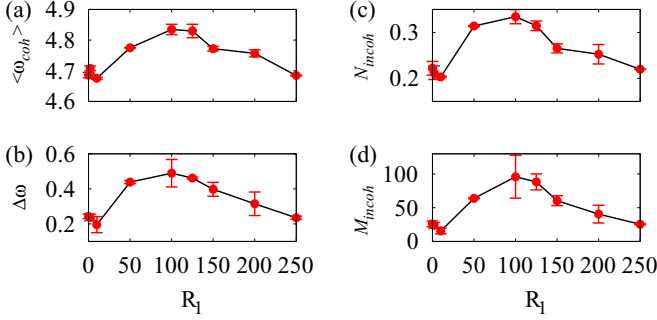 (a)
4.9
4.8
4.7
4.6
<ω_coh>
(c)
0.3
0.2
N_incoh
(b)
0.6
0.4
0.2
Δω
0 50 100 150 200 250
R_l
(d)
100
50
0
M_incoh
0 50 100 150 200 250
R_l